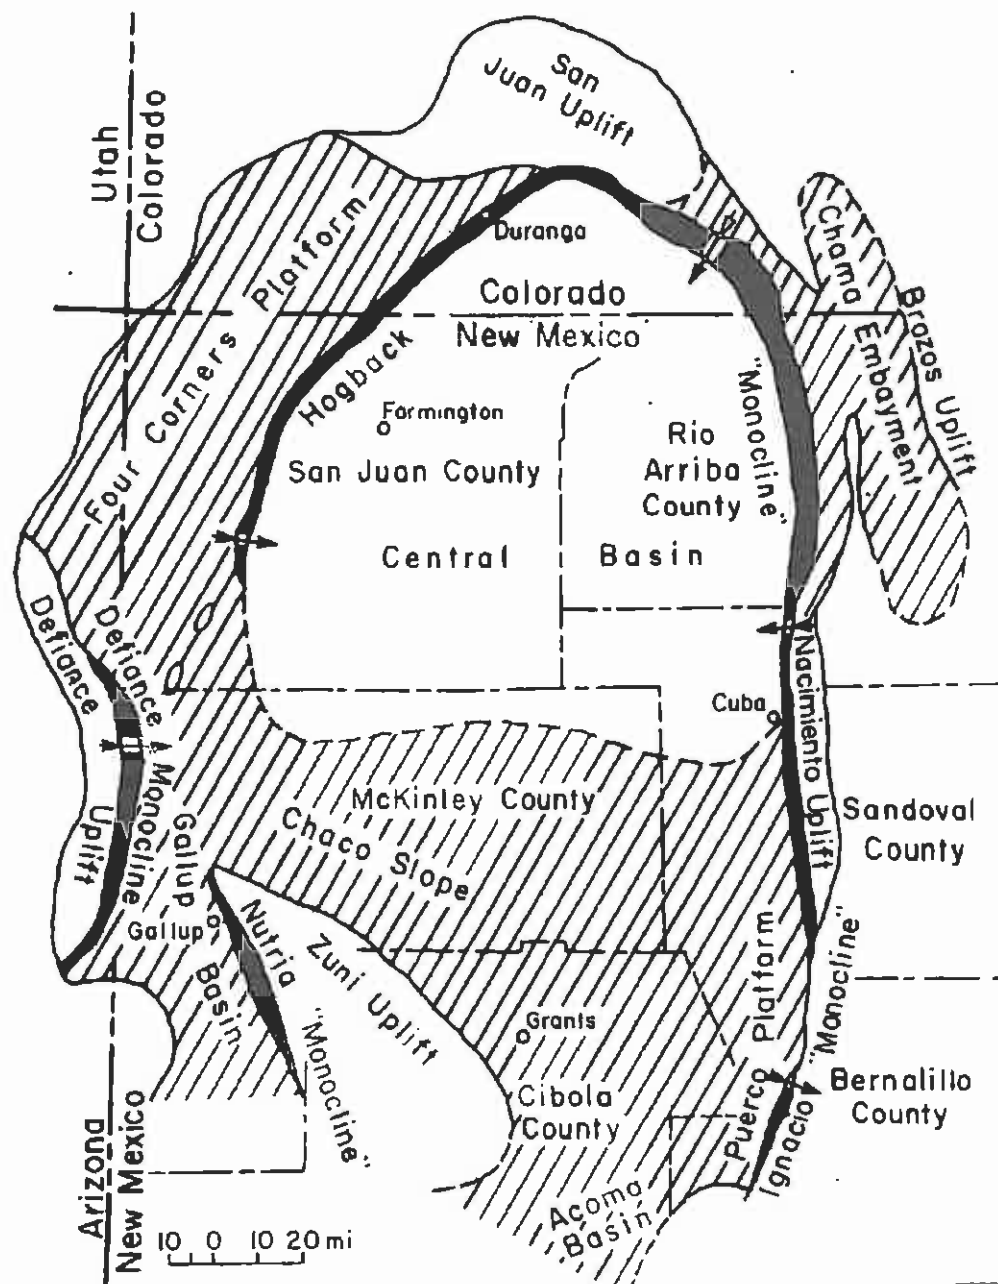 San
Juan Uplift
Utah
Colorado
Four Corners Platform
Duranga
Chama
Embayment
Brazos Uplift
Colorado
New Mexico
Hogback
Farmington
San Juan County
"Monocline"
Rio
Arriba
County
Central Basin
Defiance
Uplift
Defiance
Monocline
Cuba
Nacimiento Uplift
McKinley County
Chaco Slope
Sandoval
County
Gallup
Basin
Gallup
Nutria
"Monocline"
Zuni Uplift
Grants
Puerco Platform
Ignacio "Monocline"
Cibola
County
Bernalillo
County
Acoma
Basin
Arizona
New Mexico
10 0 10 20 mi